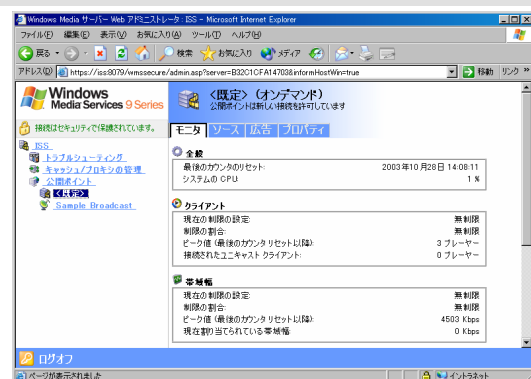 Windows Media サーバー Web アドミニストレータ: ISS - Microsoft Internet Explorer
ファイル(F) 編集(E) 表示(V) お気に入り(A) ツール(T) ヘルプ(H)
戻る 検索 お気に入り メディア
アドレス(D) https://iss:8079/wmssecure/admin.asp?server=B32C1CFA14703&informHostWin=true 移動 リンク »
Windows
Media Services 9 Series
<既定> (オンデマンド)
公開ポイントは新しい接続を許可しています
接続はセキュリティで保護されています。
モニタ ソース 広告 プロパティ
ISS
トラブルシューティング
キャッシュ/プロキシの管理
公開ポイント
<既定>
Sample Broadcast
全般
最後のカウンタのリセット: 2003年10月28日 14:08:11
システムの CPU: 1 %
クライアント
現在の制限の設定: 無制限
制限の割合: 無制限
ピーク値 (最後のカウンタ リセット以降): 3 プレーヤー
接続されたユニキャスト クライアント: 0 プレーヤー
帯域幅
現在の制限の設定: 無制限
制限の割合: 無制限
ピーク値 (最後のカウンタ リセット以降): 4503 Kbps
現在割り当てられている帯域幅: 0 Kbps
ログオフ
ページが表示されました イントラネット